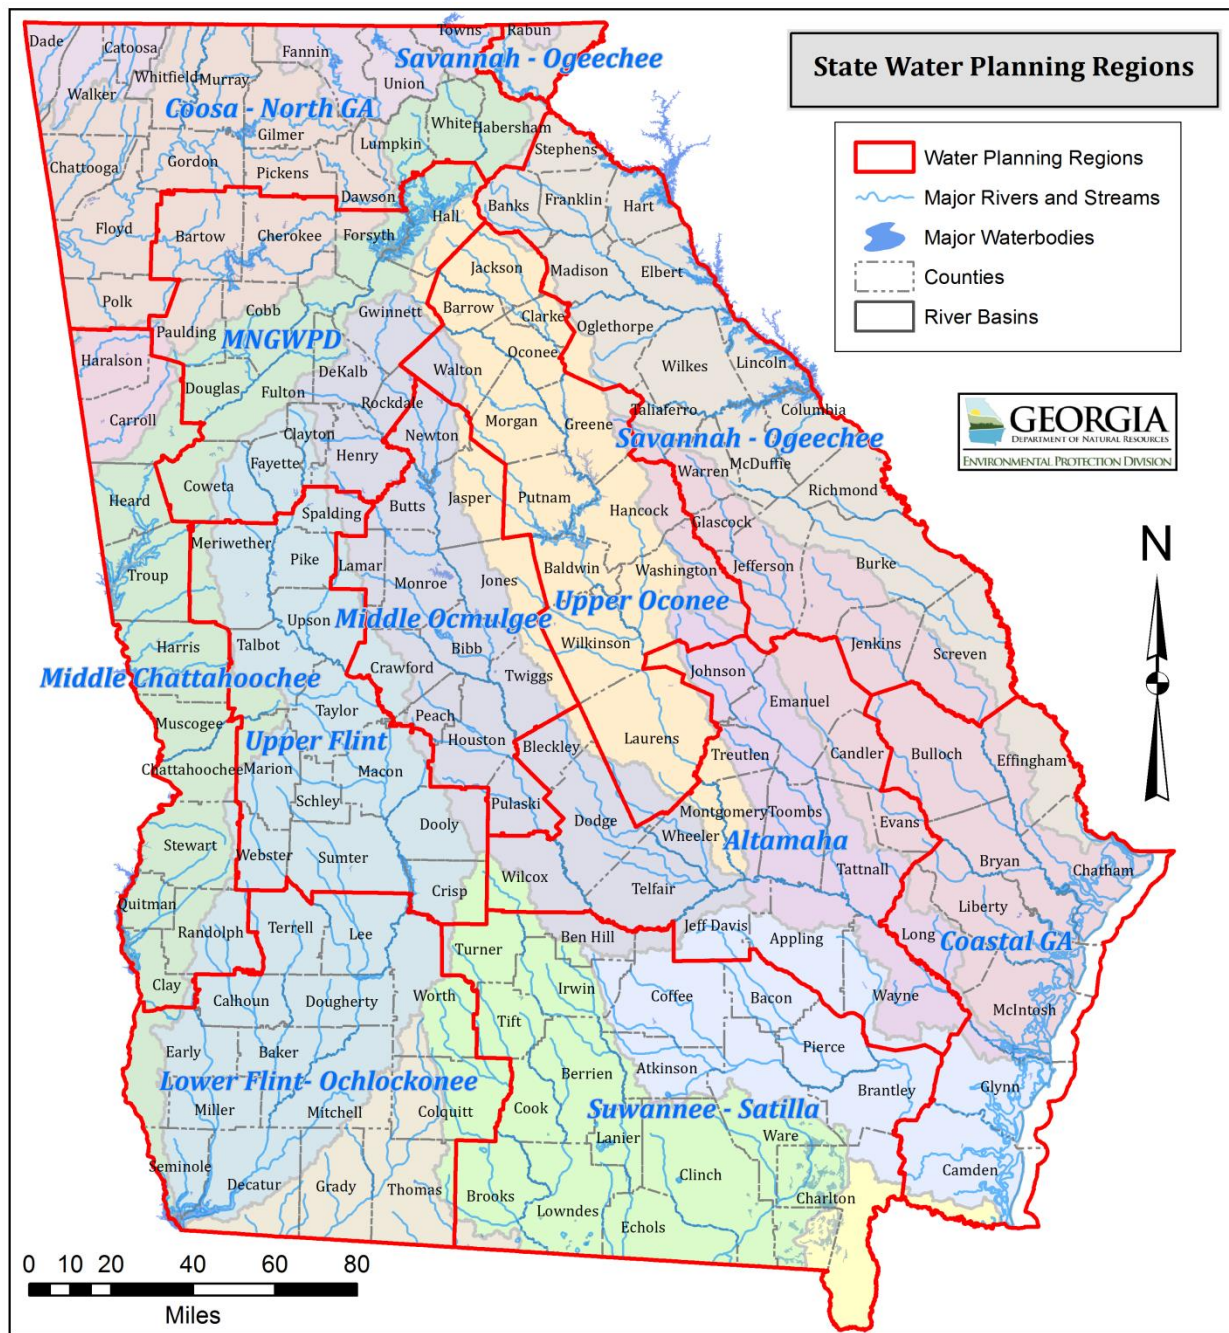 State Water Planning Regions
Water Planning Regions
Major Rivers and Streams
Major Waterbodies
Counties
River Basins
GEORGIA
DEPARTMENT OF NATURAL RESOURCES
ENVIRONMENTAL PROTECTION DIVISION
N
Dade
Catoosa
Fannin
Towns
Rabun
Savannah - Ogeechee
Walker
Whitfield
Murray
Union
Coosa - North GA
White
Habersham
Gilmer
Lumpkin
Stephens
Chattooga
Gordon
Pickens
Dawson
Banks
Franklin
Hart
Hall
Floyd
Bartow
Cherokee
Forsyth
Jackson
Madison
Elbert
Polk
Cobb
Gwinnett
Barrow
Clarke
Oglethorpe
Paulding
MNGWPD
Oconee
Haralson
DeKalb
Walton
Wilkes
Lincoln
Douglas
Fulton
Rockdale
Carroll
Morgan
Greene
Taliaferro
Columbia
Clayton
Newton
Savannah - Ogeechee
Fayette
Henry
McDuffie
Warren
Coweta
Heard
Spalding
Butts
Jasper
Putnam
Hancock
Richmond
Glascock
Meriwether
Pike
Lamar
Monroe
Jones
Baldwin
Washington
Jefferson
Burke
Troup
Upper Oconee
Upson
Middle Ocmulgee
Harris
Talbot
Bibb
Wilkinson
Jenkins
Screven
Middle Chattahoochee
Crawford
Twiggs
Johnson
Emanuel
Muscogee
Taylor
Peach
Upper Flint
Houston
Bleckley
Laurens
Treutlen
Candler
Bulloch
Effingham
Chattahoochee
Marion
Macon
Schley
Pulaski
Dooly
Dodge
Montgomery
Toombs
Evans
Wheeler
Altamaha
Stewart
Webster
Sumter
Tattnall
Bryan
Chatham
Crisp
Wilcox
Telfair
Quitman
Liberty
Randolph
Terrell
Lee
Turner
Ben Hill
Jeff Davis
Appling
Long
Coastal GA
Clay
Calhoun
Dougherty
Worth
Irwin
Coffee
Bacon
Wayne
McIntosh
Tift
Early
Baker
Pierce
Lower Flint- Ochlockonee
Berrien
Atkinson
Brantley
Glynn
Miller
Mitchell
Colquitt
Cook
Suwannee - Satilla
Lanier
Ware
Seminole
Decatur
Grady
Thomas
Brooks
Lowndes
Clinch
Echols
Charlton
Camden
0 10 20 40 60 80
Miles